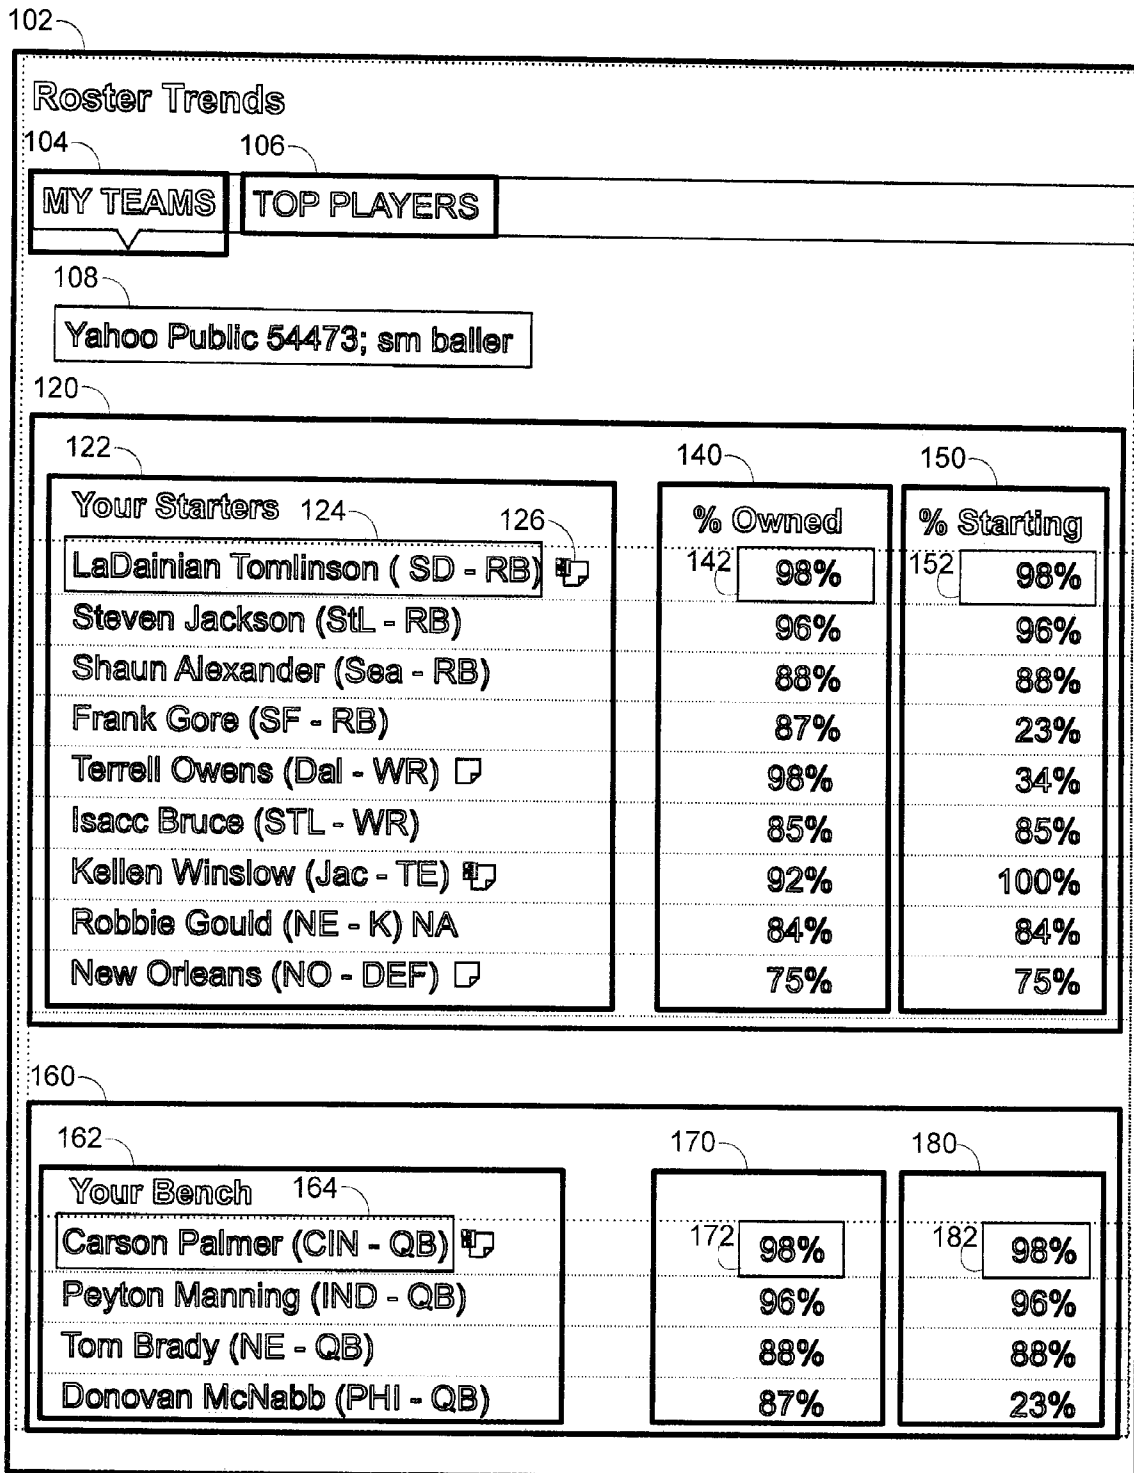 102
Roster Trends
104 106
MY TEAMS TOP PLAYERS
108
Yahoo Public 54473; sm baller
120
122 140 150
Your Starters 124 126 % Owned % Starting
LaDainian Tomlinson ( SD - RB) 142 98% 152 98%
Steven Jackson (StL - RB) 96% 96%
Shaun Alexander (Sea - RB) 88% 88%
Frank Gore (SF - RB) 87% 23%
Terrell Owens (Dal - WR) 98% 34%
Isacc Bruce (STL - WR) 85% 85%
Kellen Winslow (Jac - TE) 92% 100%
Robbie Gould (NE - K) NA 84% 84%
New Orleans (NO - DEF) 75% 75%
160
162 170 180
Your Bench 164
Carson Palmer (CIN - QB) 172 98% 182 98%
Peyton Manning (IND - QB) 96% 96%
Tom Brady (NE - QB) 88% 88%
Donovan McNabb (PHI - QB) 87% 23%